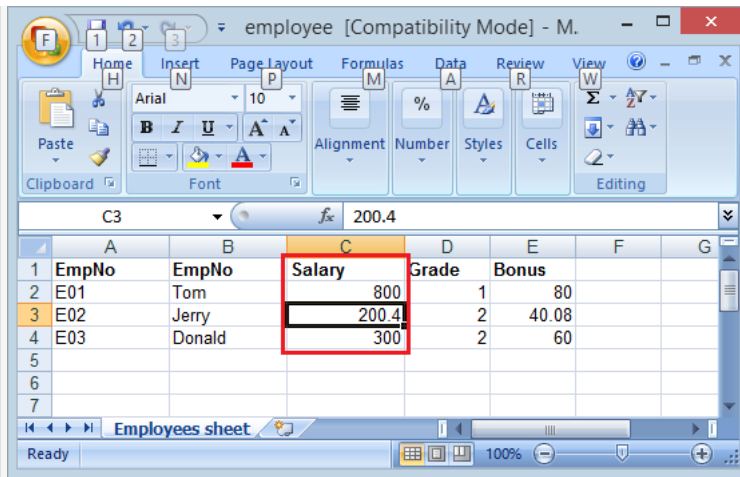 employee [Compatibility Mode] - M.
F 1 2 3
Home Insert Page Layout Formulas Data Review View
H N P M A R W
Paste
Arial 10
B I U A A
A
Alignment Number Styles Cells
%
Σ
Clipboard Font Editing
C3 fx 200.4
A B C D E F G
1 EmpNo EmpNo Salary Grade Bonus
2 E01 Tom 800 1 80
3 E02 Jerry 200.4 2 40.08
4 E03 Donald 300 2 60
5
6
7
Employees sheet
Ready 100%